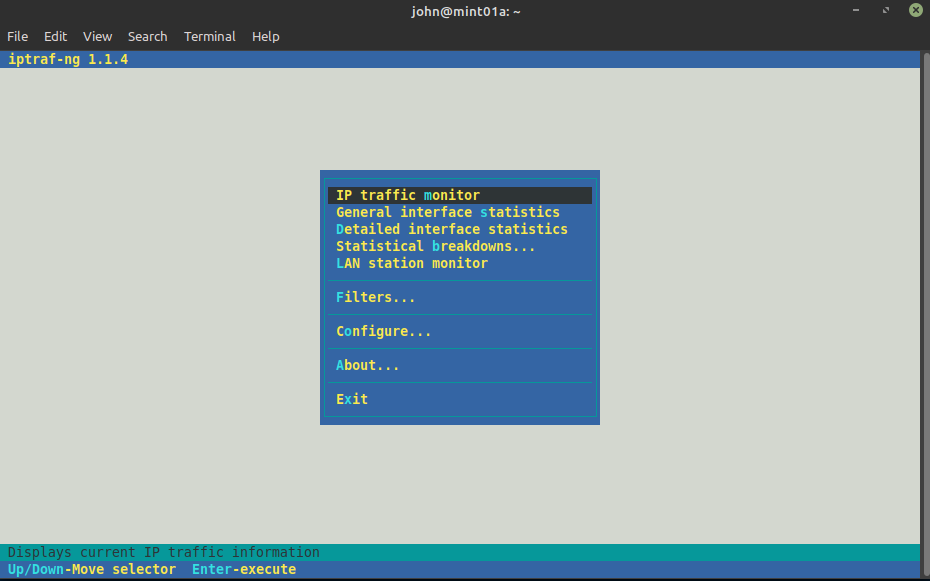 john@mint01a: ~
File Edit View Search Terminal Help
iptraf-ng 1.1.4
IP traffic monitor
General interface statistics
Detailed interface statistics
Statistical breakdowns...
LAN station monitor
Filters...
Configure...
About...
Exit
Displays current IP traffic information
Up/Down-Move selector Enter-execute